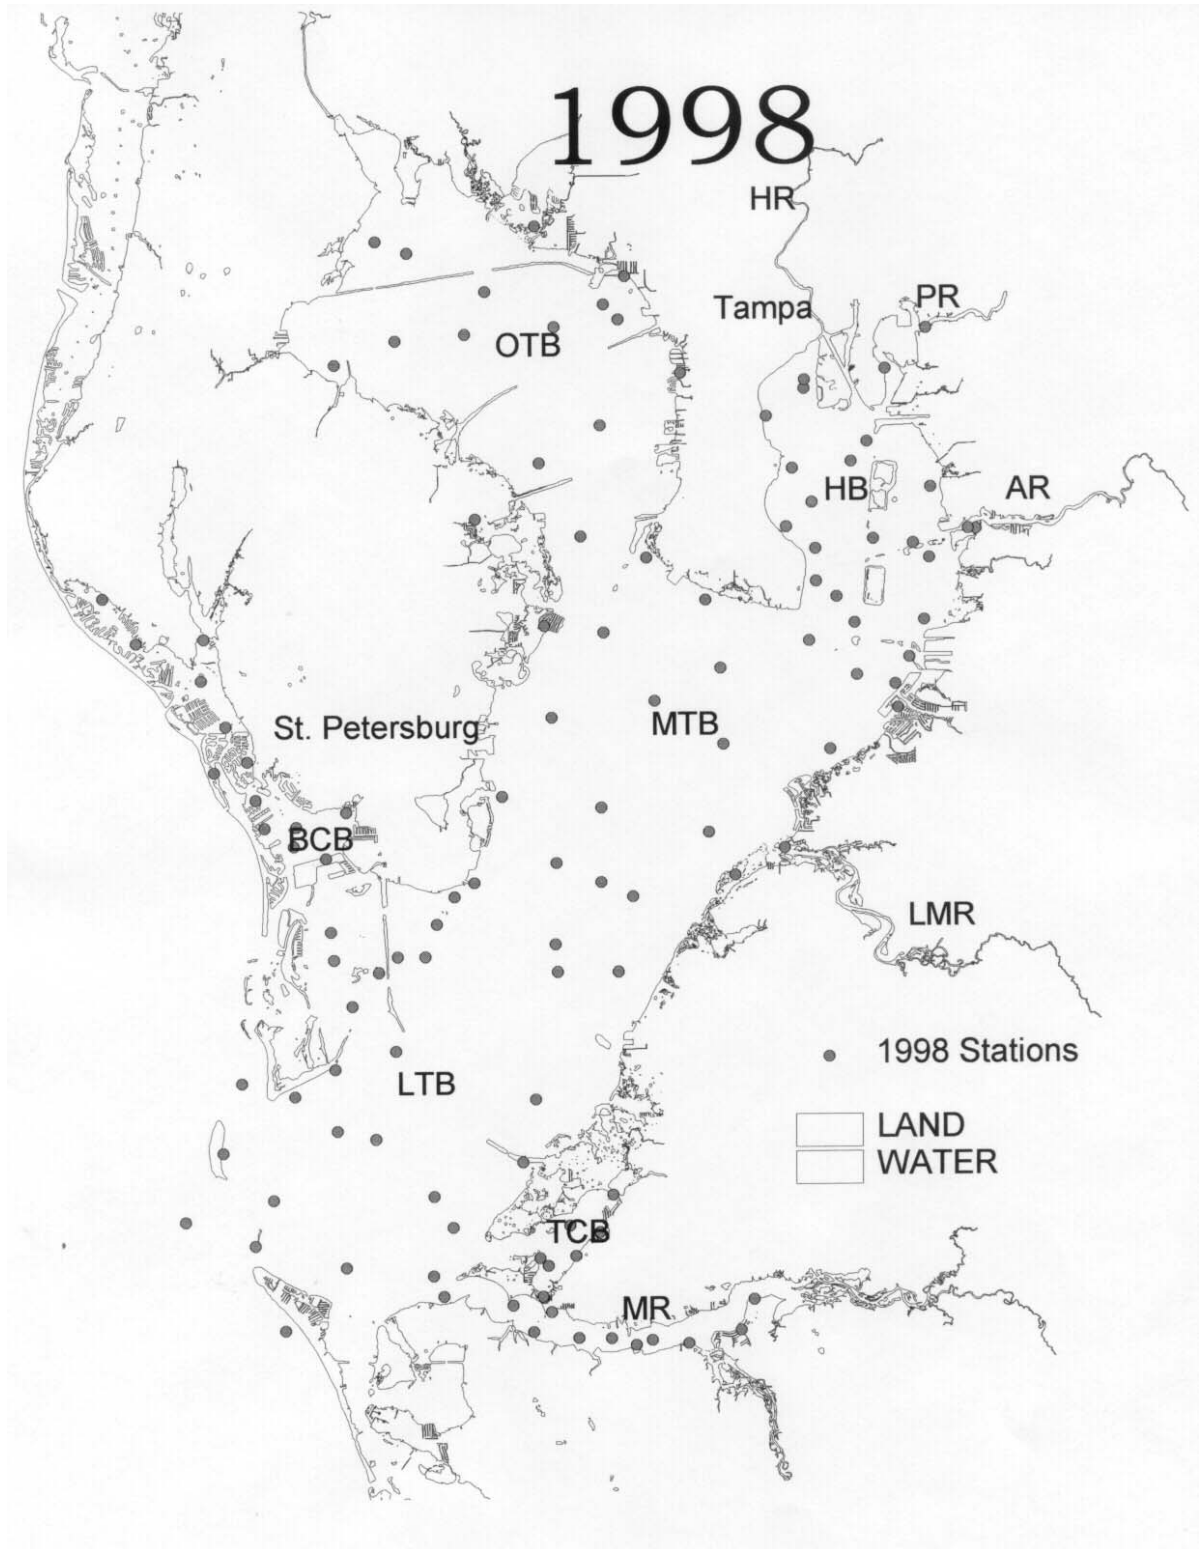 1998
HR
Tampa
PR
OTB
HB
AR
St. Petersburg
MTB
BCB
LMR
1998 Stations
LTB
LAND
WATER
TCB
MR